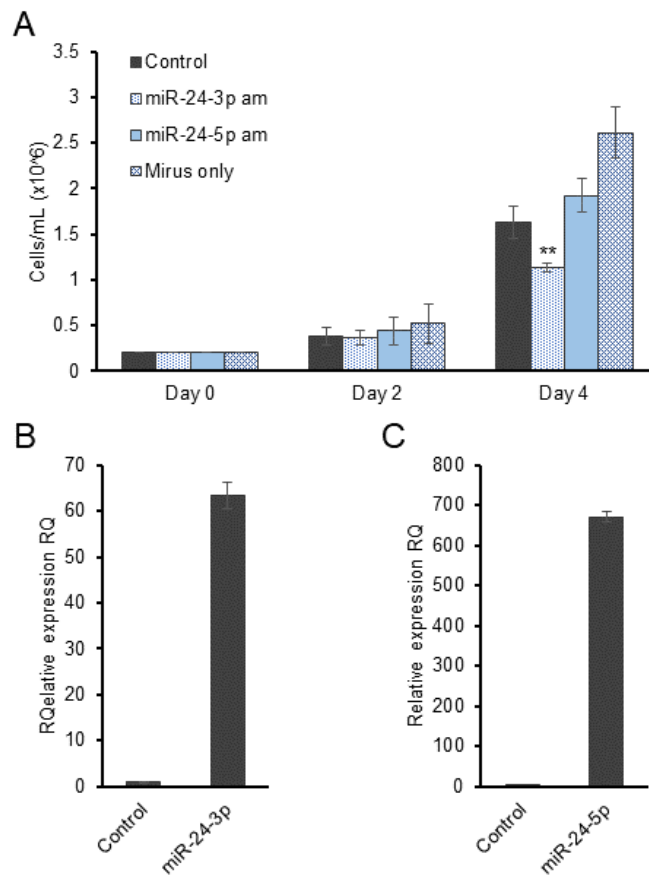 A
3.5
3
2.5
2
1.5
1
0.5
0
Cells/mL (x10^6)
Control
miR-24-3p am
miR-24-5p am
Mirus only
**
Day 0
Day 2
Day 4
B
70
60
50
40
30
20
10
0
RQelative expression RQ
Control
miR-24-3p
C
800
700
600
500
400
300
200
100
0
Relative expression RQ
Control
miR-24-5p